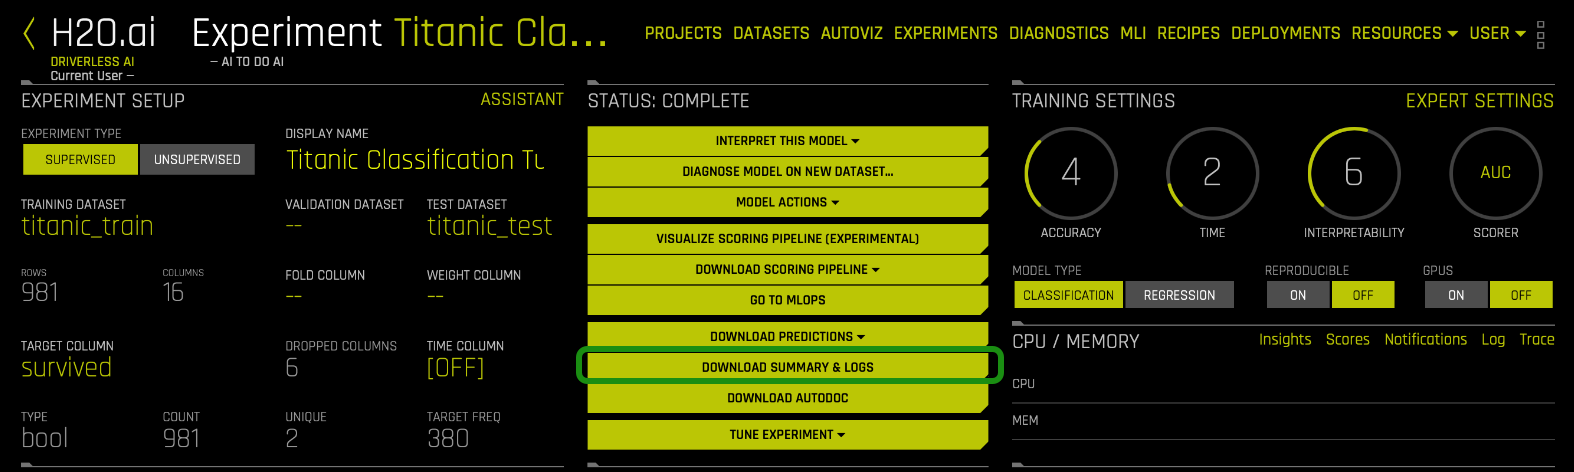 H2O.ai Experiment Titanic Cla...
DRIVERLESS AI — AI TO DO AI
Current User —
PROJECTS DATASETS AUTOVIZ EXPERIMENTS DIAGNOSTICS MLI RECIPES DEPLOYMENTS RESOURCES USER
EXPERIMENT SETUP ASSISTANT
EXPERIMENT TYPE DISPLAY NAME
SUPERVISED UNSUPERVISED Titanic Classification Tu
TRAINING DATASET VALIDATION DATASET TEST DATASET
titanic_train -- titanic_test
ROWS COLUMNS FOLD COLUMN WEIGHT COLUMN
981 16 -- --
TARGET COLUMN DROPPED COLUMNS TIME COLUMN
survived 6 [OFF]
TYPE COUNT UNIQUE TARGET FREQ
bool 981 2 380
STATUS: COMPLETE
INTERPRET THIS MODEL
DIAGNOSE MODEL ON NEW DATASET...
MODEL ACTIONS
VISUALIZE SCORING PIPELINE (EXPERIMENTAL)
DOWNLOAD SCORING PIPELINE
GO TO MLOPS
DOWNLOAD PREDICTIONS
DOWNLOAD SUMMARY & LOGS
DOWNLOAD AUTODOC
TUNE EXPERIMENT
TRAINING SETTINGS EXPERT SETTINGS
4 2 6 AUC
ACCURACY TIME INTERPRETABILITY SCORER
MODEL TYPE REPRODUCIBLE GPUS
CLASSIFICATION REGRESSION ON OFF ON OFF
CPU / MEMORY Insights Scores Notifications Log Trace
CPU
MEM